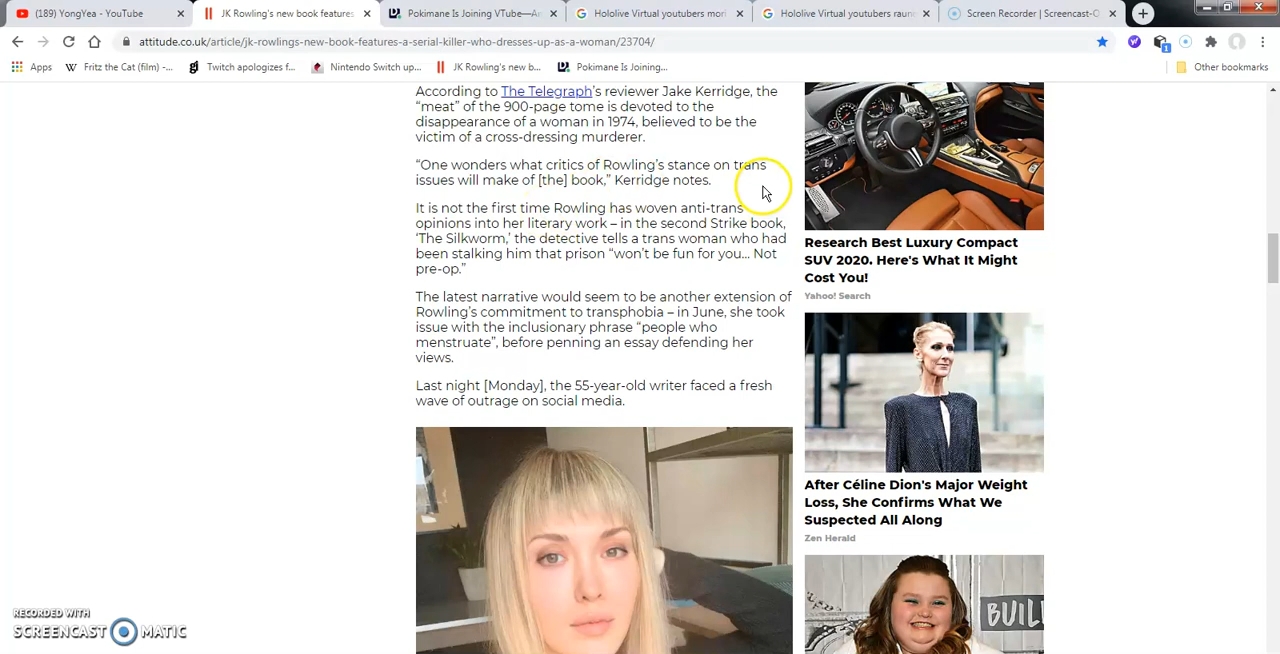 (189) YongYea - YouTube
JK Rowling's new book features
Pokimane Is Joining VTube—An
Hololive Virtual youtubers mori
Hololive Virtual youtubers raun
Screen Recorder | Screencast-O
attitude.co.uk/article/jk-rowlings-new-book-features-a-serial-killer-who-dresses-up-as-a-woman/23704/
1
Apps
Fritz the Cat (film) -...
Twitch apologizes f...
Nintendo Switch up...
JK Rowling's new b...
Pokimane Is Joining...
Other bookmarks
According to The Telegraph's reviewer Jake Kerridge, the
“meat” of the 900-page tome is devoted to the
disappearance of a woman in 1974, believed to be the
victim of a cross-dressing murderer.
“One wonders what critics of Rowling's stance on trans
issues will make of [the] book,” Kerridge notes.
It is not the first time Rowling has woven anti-trans
opinions into her literary work – in the second Strike book,
‘The Silkworm,’ the detective tells a trans woman who had
been stalking him that prison “won't be fun for you... Not
pre-op.”
The latest narrative would seem to be another extension of
Rowling's commitment to transphobia – in June, she took
issue with the inclusionary phrase “people who
menstruate”, before penning an essay defending her
views.
Last night [Monday], the 55-year-old writer faced a fresh
wave of outrage on social media.
Research Best Luxury Compact
SUV 2020. Here's What It Might
Cost You!
Yahoo! Search
After Céline Dion's Major Weight
Loss, She Confirms What We
Suspected All Along
Zen Herald
BUIL
RECORDED WITH
SCREENCAST MATIC